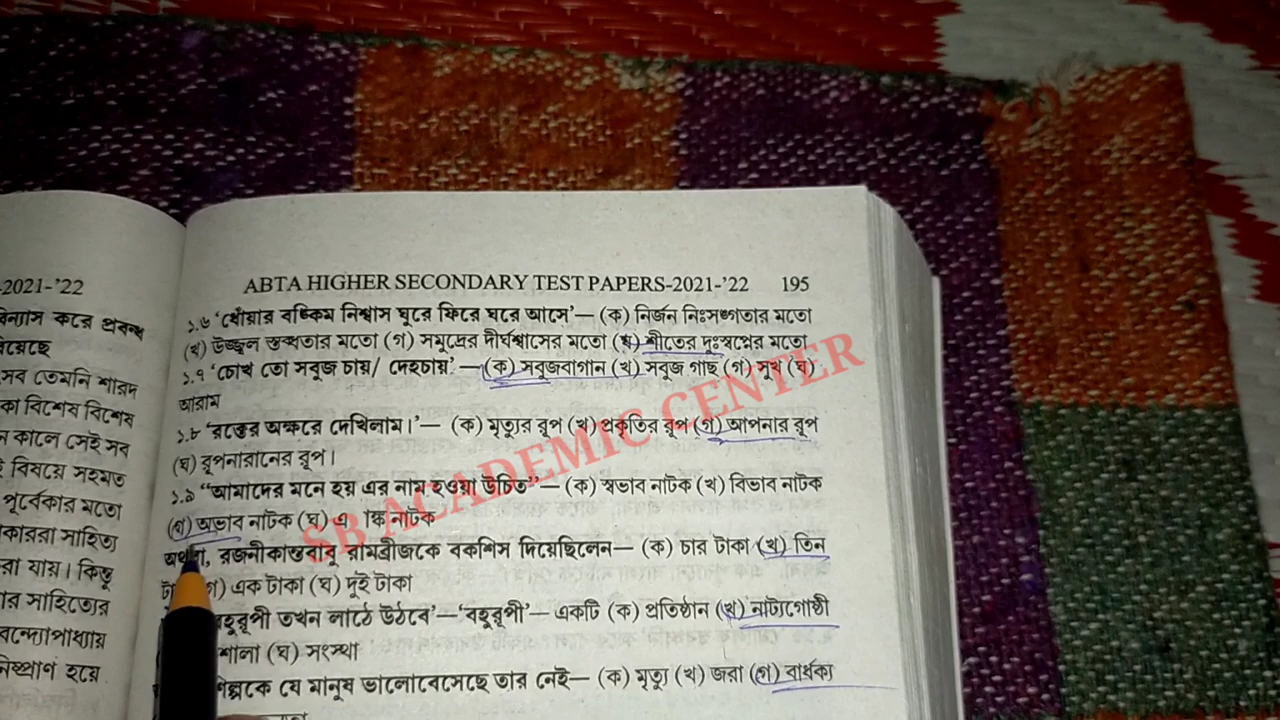 2021-'22
ABTA HIGHER SECONDARY TEST PAPERS-2021-'22 195
বিন্যাস করে প্রবন্ধ
১.৬ 'ধোঁয়ার বঙ্কিম নিশ্বাস ঘুরে ফিরে ঘরে আসে'— (ক) নির্জন নিঃসঙ্গতার মতো
য়েছে
(খ) উজ্জ্বল স্তব্ধতার মতো (গ) সমুদ্রের দীর্ঘশ্বাসের মতো (ঘ) শীতের দুঃস্বপ্নের মতো
সব তেমনি শারদ
১.৭ 'চোখ তো সবুজ চায়/ দেহচায়'—(ক) সবুজবাগান (খ) সবুজ গাছ (গ) সুখ (ঘ)
কা বিশেষ বিশেষ
আরাম
ন কালে সেই সব
১.৮ 'রক্তের অক্ষরে দেখিলাম।'— (ক) মৃত্যুর রূপ (খ) প্রকৃতির রূপ (গ) আপনার রূপ
বিষয়ে সহমত
(ঘ) রূপনারানের রূপ।
পূর্বেকার মতো
১.৯ "আমাদের মনে হয় এর নাম হওয়া উচিত"— (ক) স্বভাব নাটক (খ) বিভাব নাটক
কাররা সাহিত্য
(গ) অভাব নাটক (ঘ) এ ঙ্ক নাটক
রা যায়। কিন্তু
অথবা, রজনীকান্তবাবু রামব্রীজকে বকশিস দিয়েছিলেন— (ক) চার টাকা (খ) তিন
ার সাহিত্যের
গ) এক টাকা (ঘ) দুই টাকা
বন্দ্যোপাধ্যায়
বহুরূপী তখন লাঠে উঠবে'—'বহুরূপী'— একটি (ক) প্রতিষ্ঠান (খ) নাট্যগোষ্ঠী
নিষ্প্রাণ হয়ে
শালা (ঘ) সংস্থা
শিল্পকে যে মানুষ ভালোবেসেছে তার নেই— (ক) মৃত্যু (খ) জরা (গ) বার্ধক্য
SB ACADEMIC CENTER